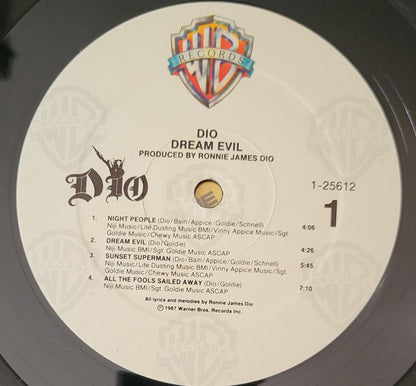 WB
RECORDS
DIO
DREAM EVIL
PRODUCED BY RONNIE JAMES DIO
DIO
1-25612
1
1. NIGHT PEOPLE (Dio/Bain/Appice/Goldie/Schnell)
Niji Music/Life Dusting Music BMI/Vinny Appice Music/Sgt.
Goldie Music/Chewy Music ASCAP 4:06
2. DREAM EVIL (Dio/Goldie)
Niji Music BMI/Sgt. Goldie Music ASCAP 4:26
3. SUNSET SUPERMAN (Dio/Bain/Appice/Goldie/Schnell)
Niji Music/Life Dusting Music BMI/Vinny Appice Music/Sgt. 5:45
Goldie Music/Chewy Music ASCAP
4. ALL THE FOOLS SAILED AWAY (Dio/Goldie)
Niji Music BMI/Sgt. Goldie Music ASCAP 7:10
All lyrics and melodies by Ronnie James Dio
℗ 1987 Warner Bros. Records Inc.